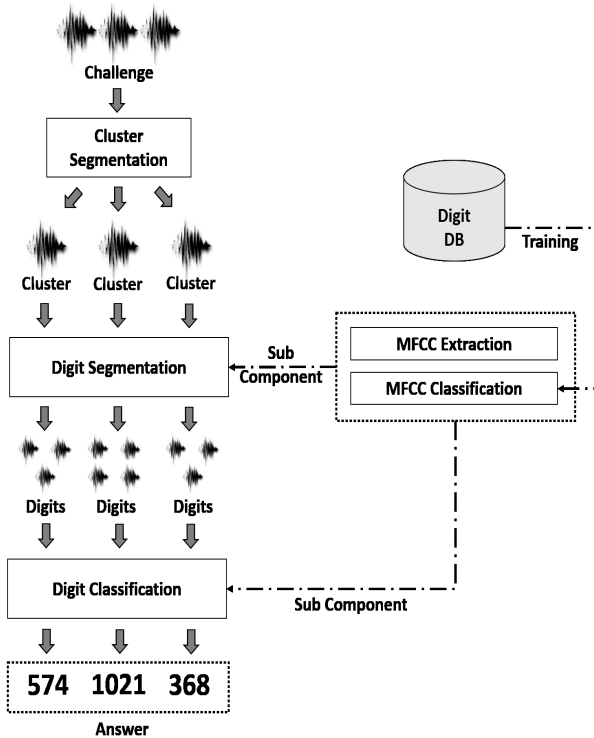 Challenge
Cluster
Segmentation
Digit
DB
Training
Cluster
Cluster
Cluster
MFCC Extraction
Digit Segmentation
Sub
Component
MFCC Classification
Digits
Digits
Digits
Digit Classification
Sub Component
574
1021
368
Answer